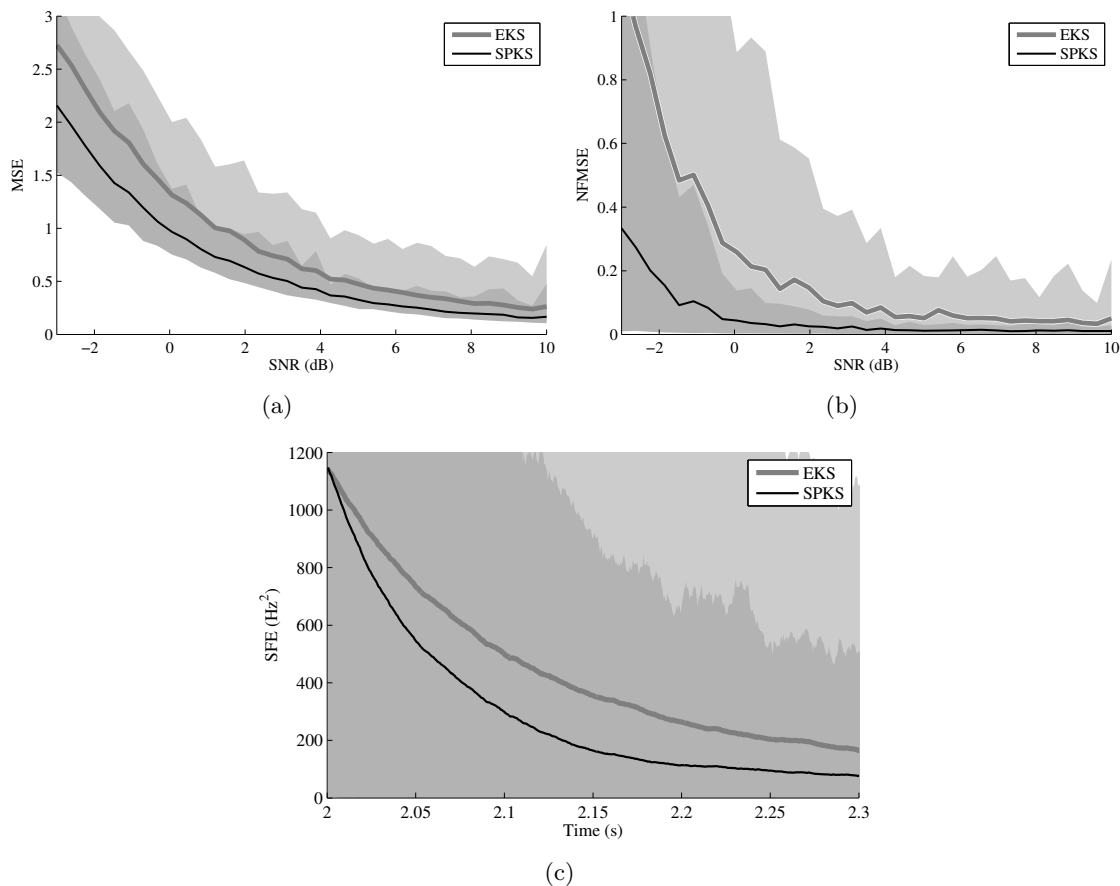 3
2.5
2
1.5
1
0.5
0
MSE
−2
0
2
4
6
8
10
SNR (dB)
EKS
SPKS
(a)
1
0.8
0.6
0.4
0.2
0
NFMSE
−2
0
2
4
6
8
10
SNR (dB)
EKS
SPKS
(b)
1200
1000
800
600
400
200
0
SFE (Hz²)
2
2.05
2.1
2.15
2.2
2.25
2.3
Time (s)
EKS
SPKS
(c)